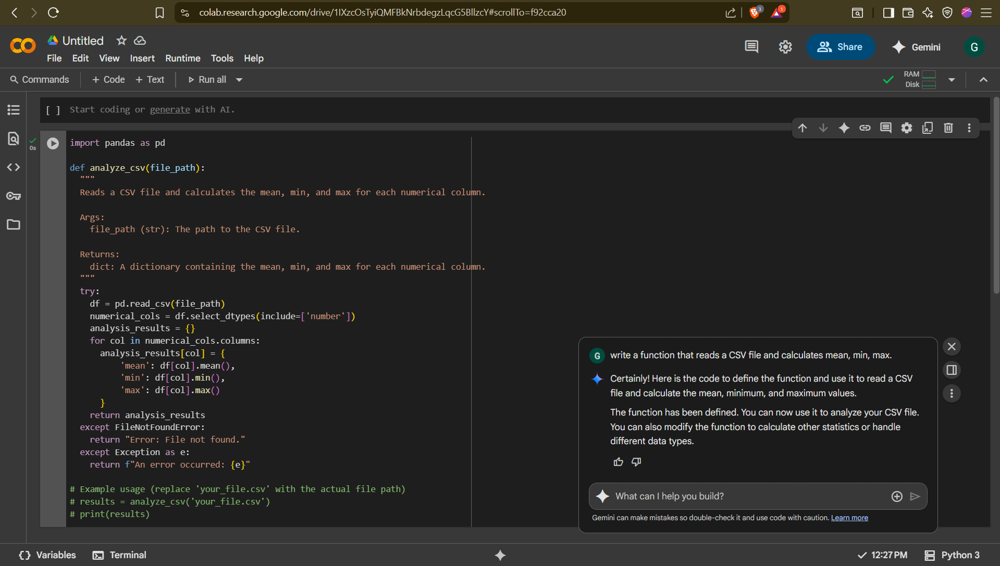 colab.research.google.com/drive/1IXzcOsTyiQMFBkNrbdegzLqcG5BllzcY#scrollTo=f92cca20
3
1
Untitled
File Edit View Insert Runtime Tools Help
Share
Gemini
G
Commands
+ Code + Text
Run all
RAM
Disk
[ ] Start coding or generate with AI.
0s
import pandas as pd
def analyze_csv(file_path):
"""
Reads a CSV file and calculates the mean, min, and max for each numerical column.
Args:
file_path (str): The path to the CSV file.
Returns:
dict: A dictionary containing the mean, min, and max for each numerical column.
"""
try:
df = pd.read_csv(file_path)
numerical_cols = df.select_dtypes(include=['number'])
analysis_results = {}
for col in numerical_cols.columns:
analysis_results[col] = {
'mean': df[col].mean(),
'min': df[col].min(),
'max': df[col].max()
}
return analysis_results
except FileNotFoundError:
return "Error: File not found."
except Exception as e:
return f"An error occurred: {e}"
# Example usage (replace 'your_file.csv' with the actual file path)
# results = analyze_csv('your_file.csv')
# print(results)
G
write a function that reads a CSV file and calculates mean, min, max.
Certainly! Here is the code to define the function and use it to read a CSV
file and calculate the mean, minimum, and maximum values.
The function has been defined. You can now use it to analyze your CSV file.
You can also modify the function to calculate other statistics or handle
different data types.
What can I help you build?
Gemini can make mistakes so double-check it and use code with caution. Learn more
Variables
Terminal
12:27 PM
Python 3